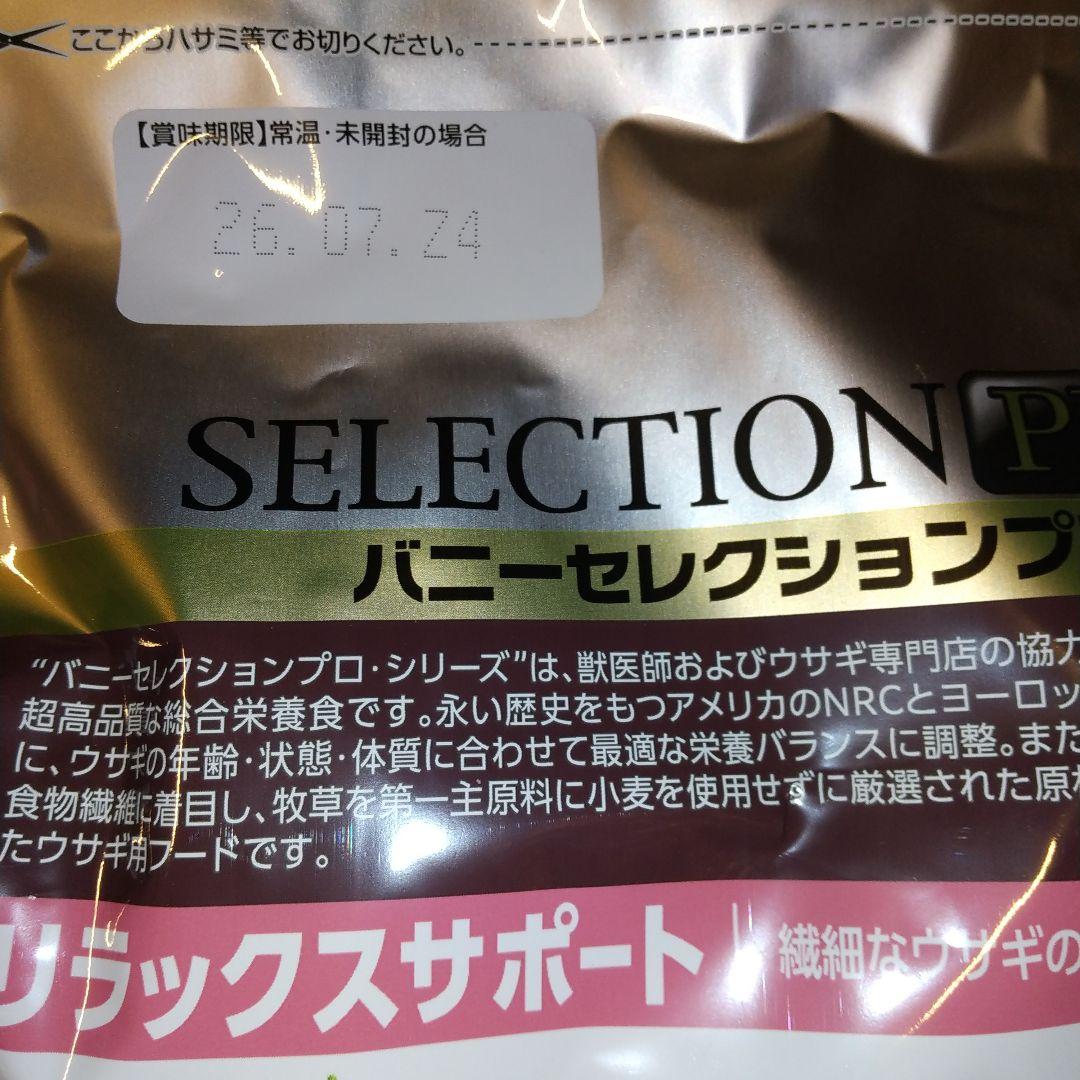 ここからハサミ等でお切りください。
【賞味期限】常温・未開封の場合
26.07.24
SELECTION P
バニーセレクションプ
“バニーセレクションプロ・シリーズ”は、獣医師およびウサギ専門店の協力
超高品質な総合栄養食です。永い歴史をもつアメリカのNRCとヨーロッ
に、ウサギの年齢・状態・体質に合わせて最適な栄養バランスに調整。また
食物繊維に着目し、牧草を第一主原料に小麦を使用せずに厳選された原
たウサギ用フードです。
リラックスサポート 繊細なウサギの